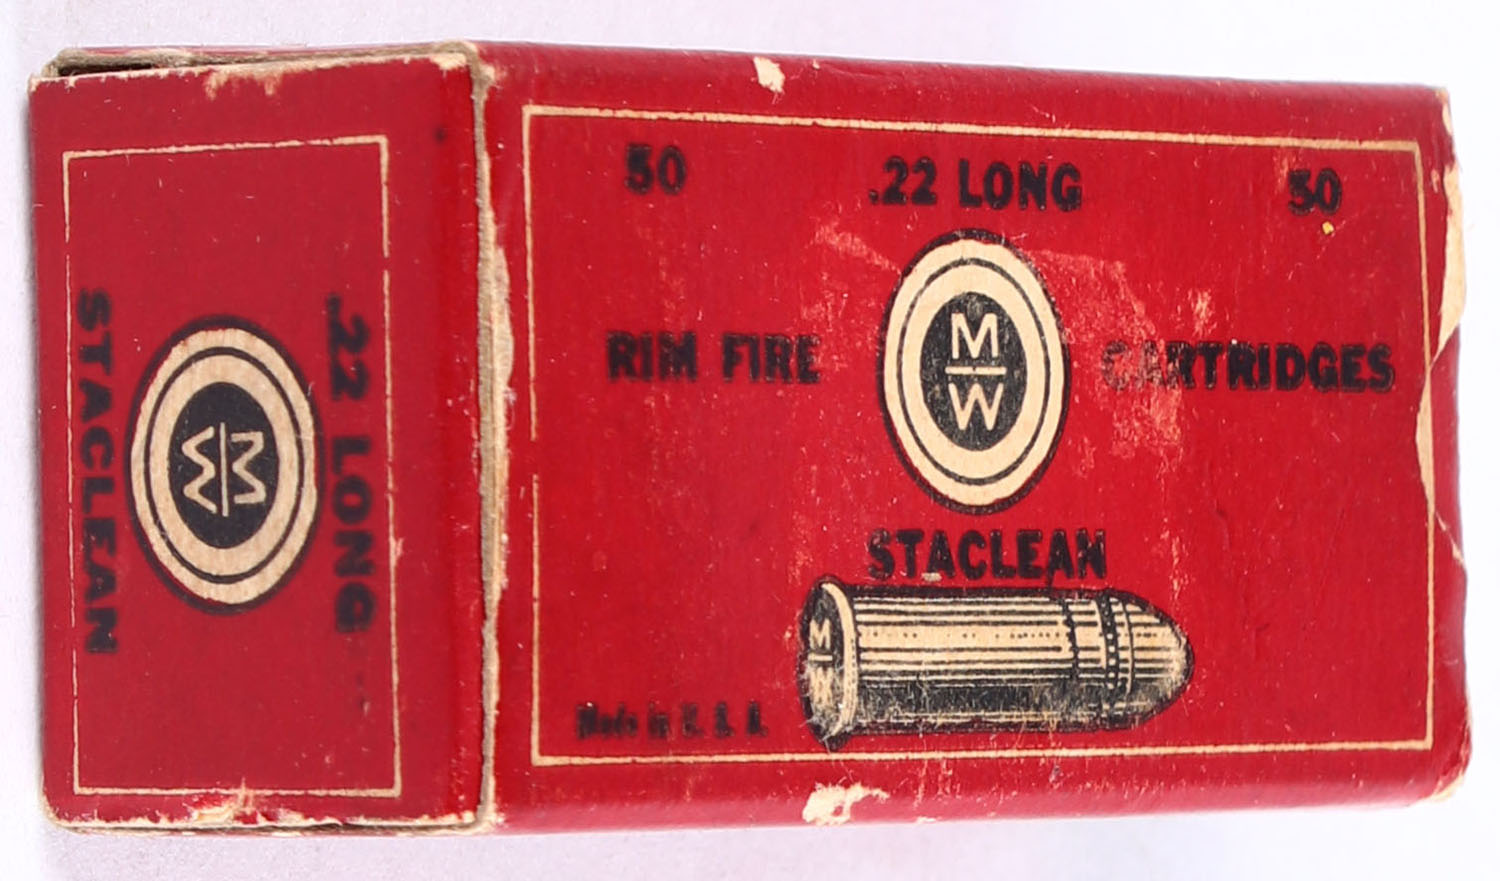 50 .22 LONG 50
RIM FIRE M W CARTRIDGES
STACLEAN
M W
Made in U. S. A.
.22 LONG
M W
STACLEAN